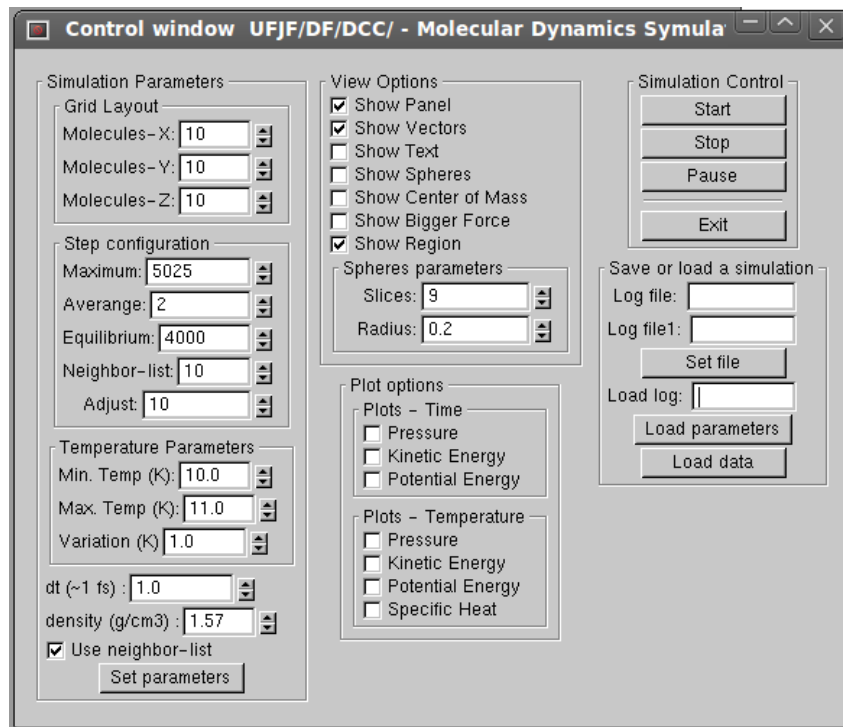 Control window UFJF/DF/DCC/ - Molecular Dynamics Symula
Simulation Parameters
Grid Layout
Molecules-X: 10
Molecules-Y: 10
Molecules-Z: 10
Step configuration
Maximum: 5025
Averange: 2
Equilibrium: 4000
Neighbor-list: 10
Adjust: 10
Temperature Parameters
Min. Temp (K): 10.0
Max. Temp (K): 11.0
Variation (K) 1.0
dt (~1 fs) : 1.0
density (g/cm3) : 1.57
Use neighbor-list
Set parameters
View Options
Show Panel
Show Vectors
Show Text
Show Spheres
Show Center of Mass
Show Bigger Force
Show Region
Spheres parameters
Slices: 9
Radius: 0.2
Plot options
Plots - Time
Pressure
Kinetic Energy
Potential Energy
Plots - Temperature
Pressure
Kinetic Energy
Potential Energy
Specific Heat
Simulation Control
Start
Stop
Pause
Exit
Save or load a simulation
Log file:
Log file1:
Set file
Load log:
Load parameters
Load data